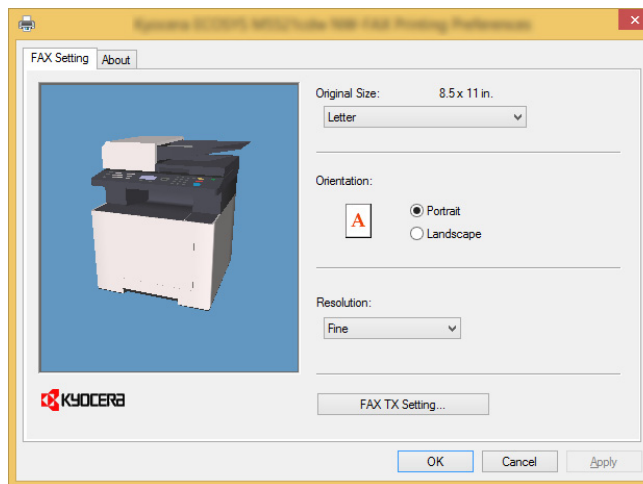 FAX Setting About
Original Size: 8.5 x 11 in.
Letter
Orientation:
A
Portrait
Landscape
Resolution:
Fine
KYOCERA
FAX TX Setting...
OK Cancel Apply